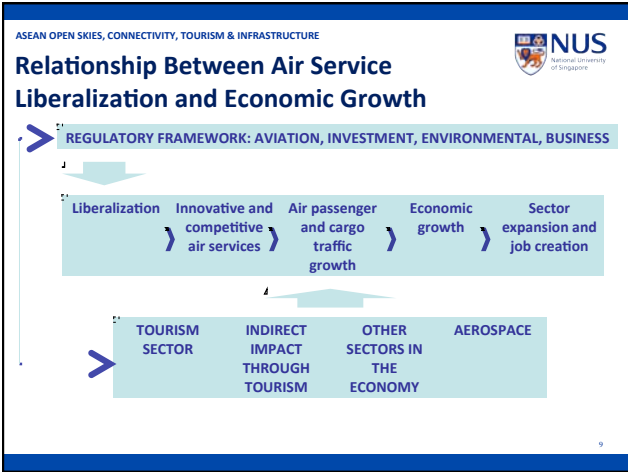 ASEAN OPEN SKIES, CONNECTIVITY, TOURISM & INFRASTRUCTURE
NUS
National University
of Singapore
Relationship Between Air Service
Liberalization and Economic Growth
REGULATORY FRAMEWORK: AVIATION, INVESTMENT, ENVIRONMENTAL, BUSINESS
Liberalization
Innovative and
competitive
air services
Air passenger
and cargo
traffic
growth
Economic
growth
Sector
expansion and
job creation
TOURISM
SECTOR
INDIRECT
IMPACT
THROUGH
TOURISM
OTHER
SECTORS IN
THE
ECONOMY
AEROSPACE
9